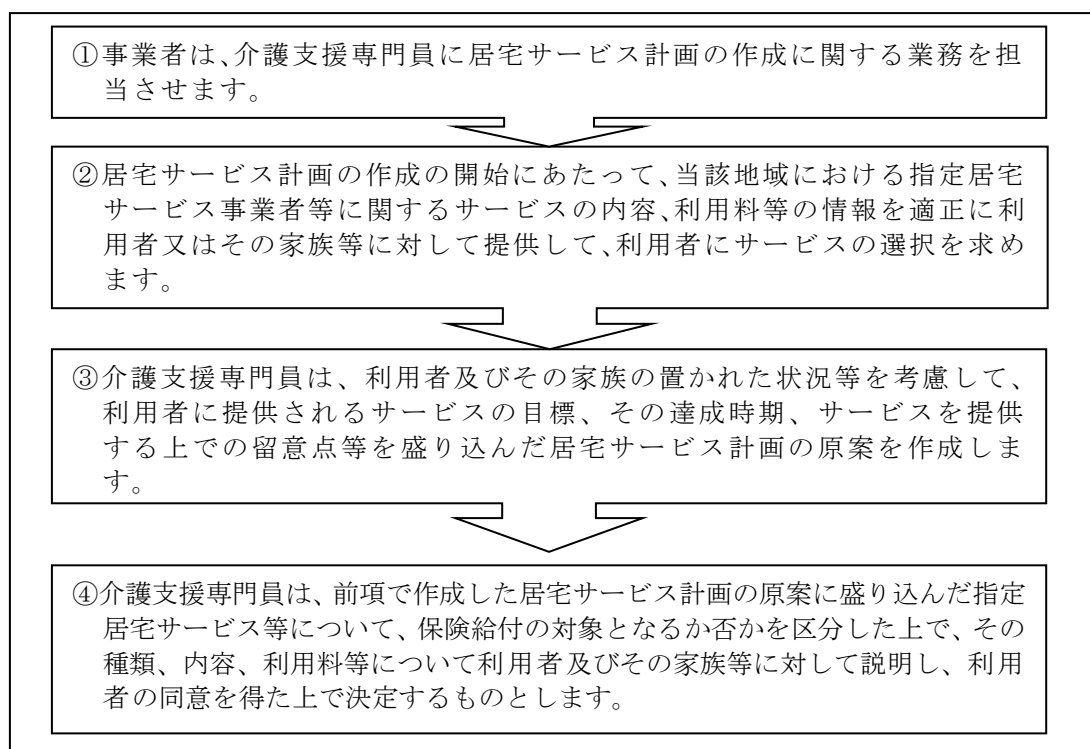 ①事業者は、介護支援専門員に居宅サービス計画の作成に関する業務を担
当させます。
②居宅サービス計画の作成の開始にあたって、当該地域における指定居宅
サービス事業者等に関するサービスの内容、利用料等の情報を適正に利
用者又はその家族等に対して提供して、利用者にサービスの選択を求め
ます。
③介護支援専門員は、利用者及びその家族の置かれた状況等を考慮して、
利用者に提供されるサービスの目標、その達成時期、サービスを提供
する上での留意点等を盛り込んだ居宅サービス計画の原案を作成しま
す。
④介護支援専門員は、前項で作成した居宅サービス計画の原案に盛り込んだ指定
居宅サービス等について、保険給付の対象となるか否かを区分した上で、その
種類、内容、利用料等について利用者及びその家族等に対して説明し、利用
者の同意を得た上で決定するものとします。